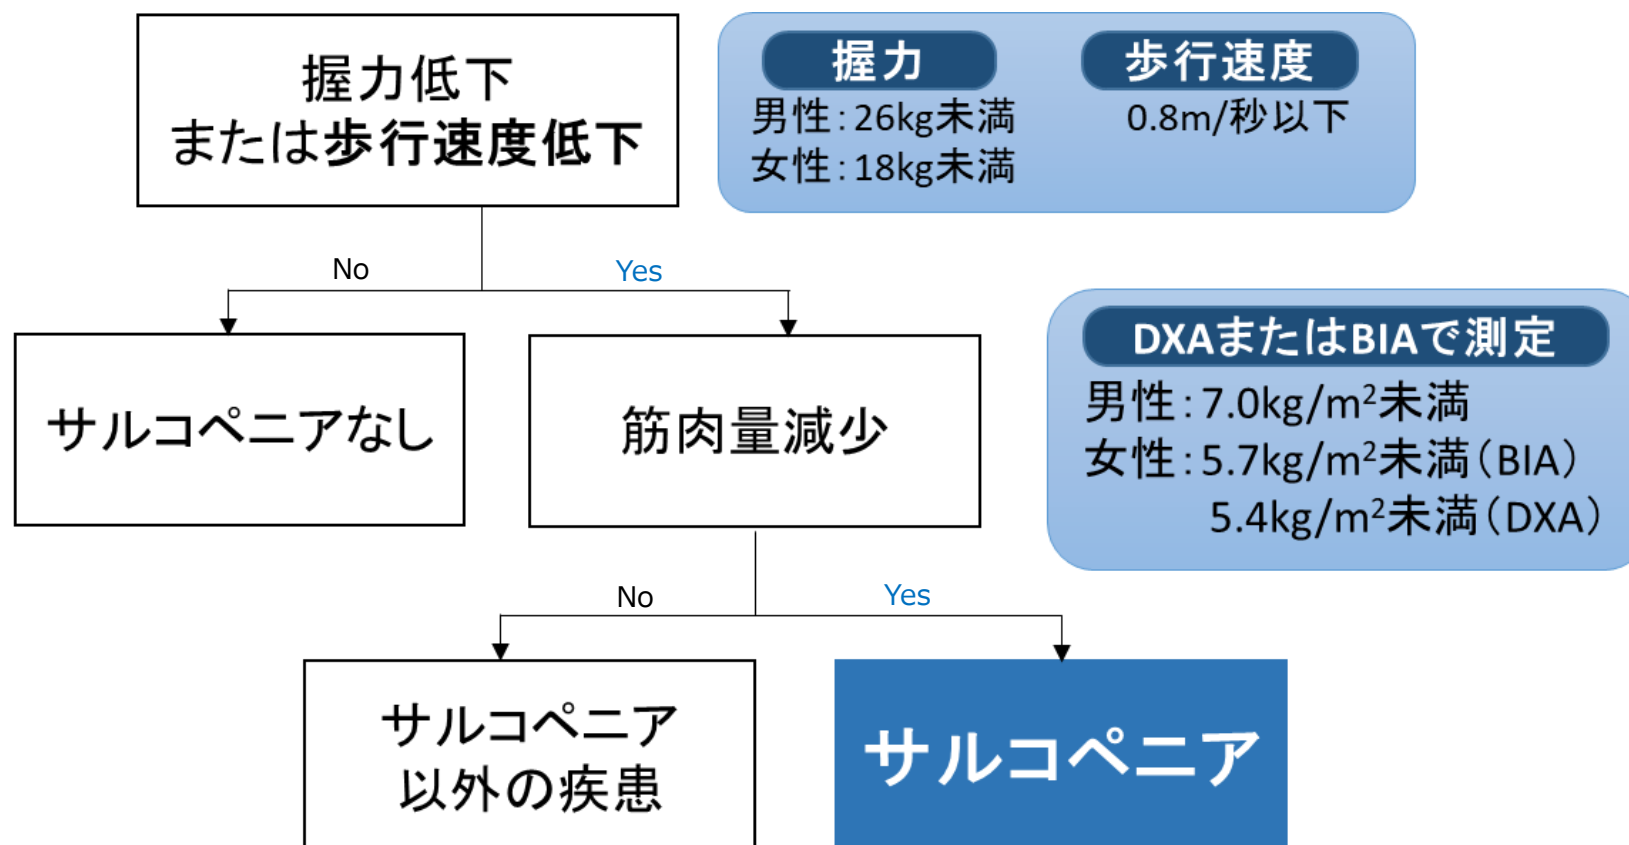 握力低下
または歩行速度低下
握力
男性：26kg未満
女性：18kg未満
歩行速度
0.8m/秒以下
No
Yes
サルコペニアなし
筋肉量減少
DXAまたはBIAで測定
男性：7.0kg/m²未満
女性：5.7kg/m²未満（BIA）
5.4kg/m²未満（DXA）
No
Yes
サルコペニア
以外の疾患
サルコペニア